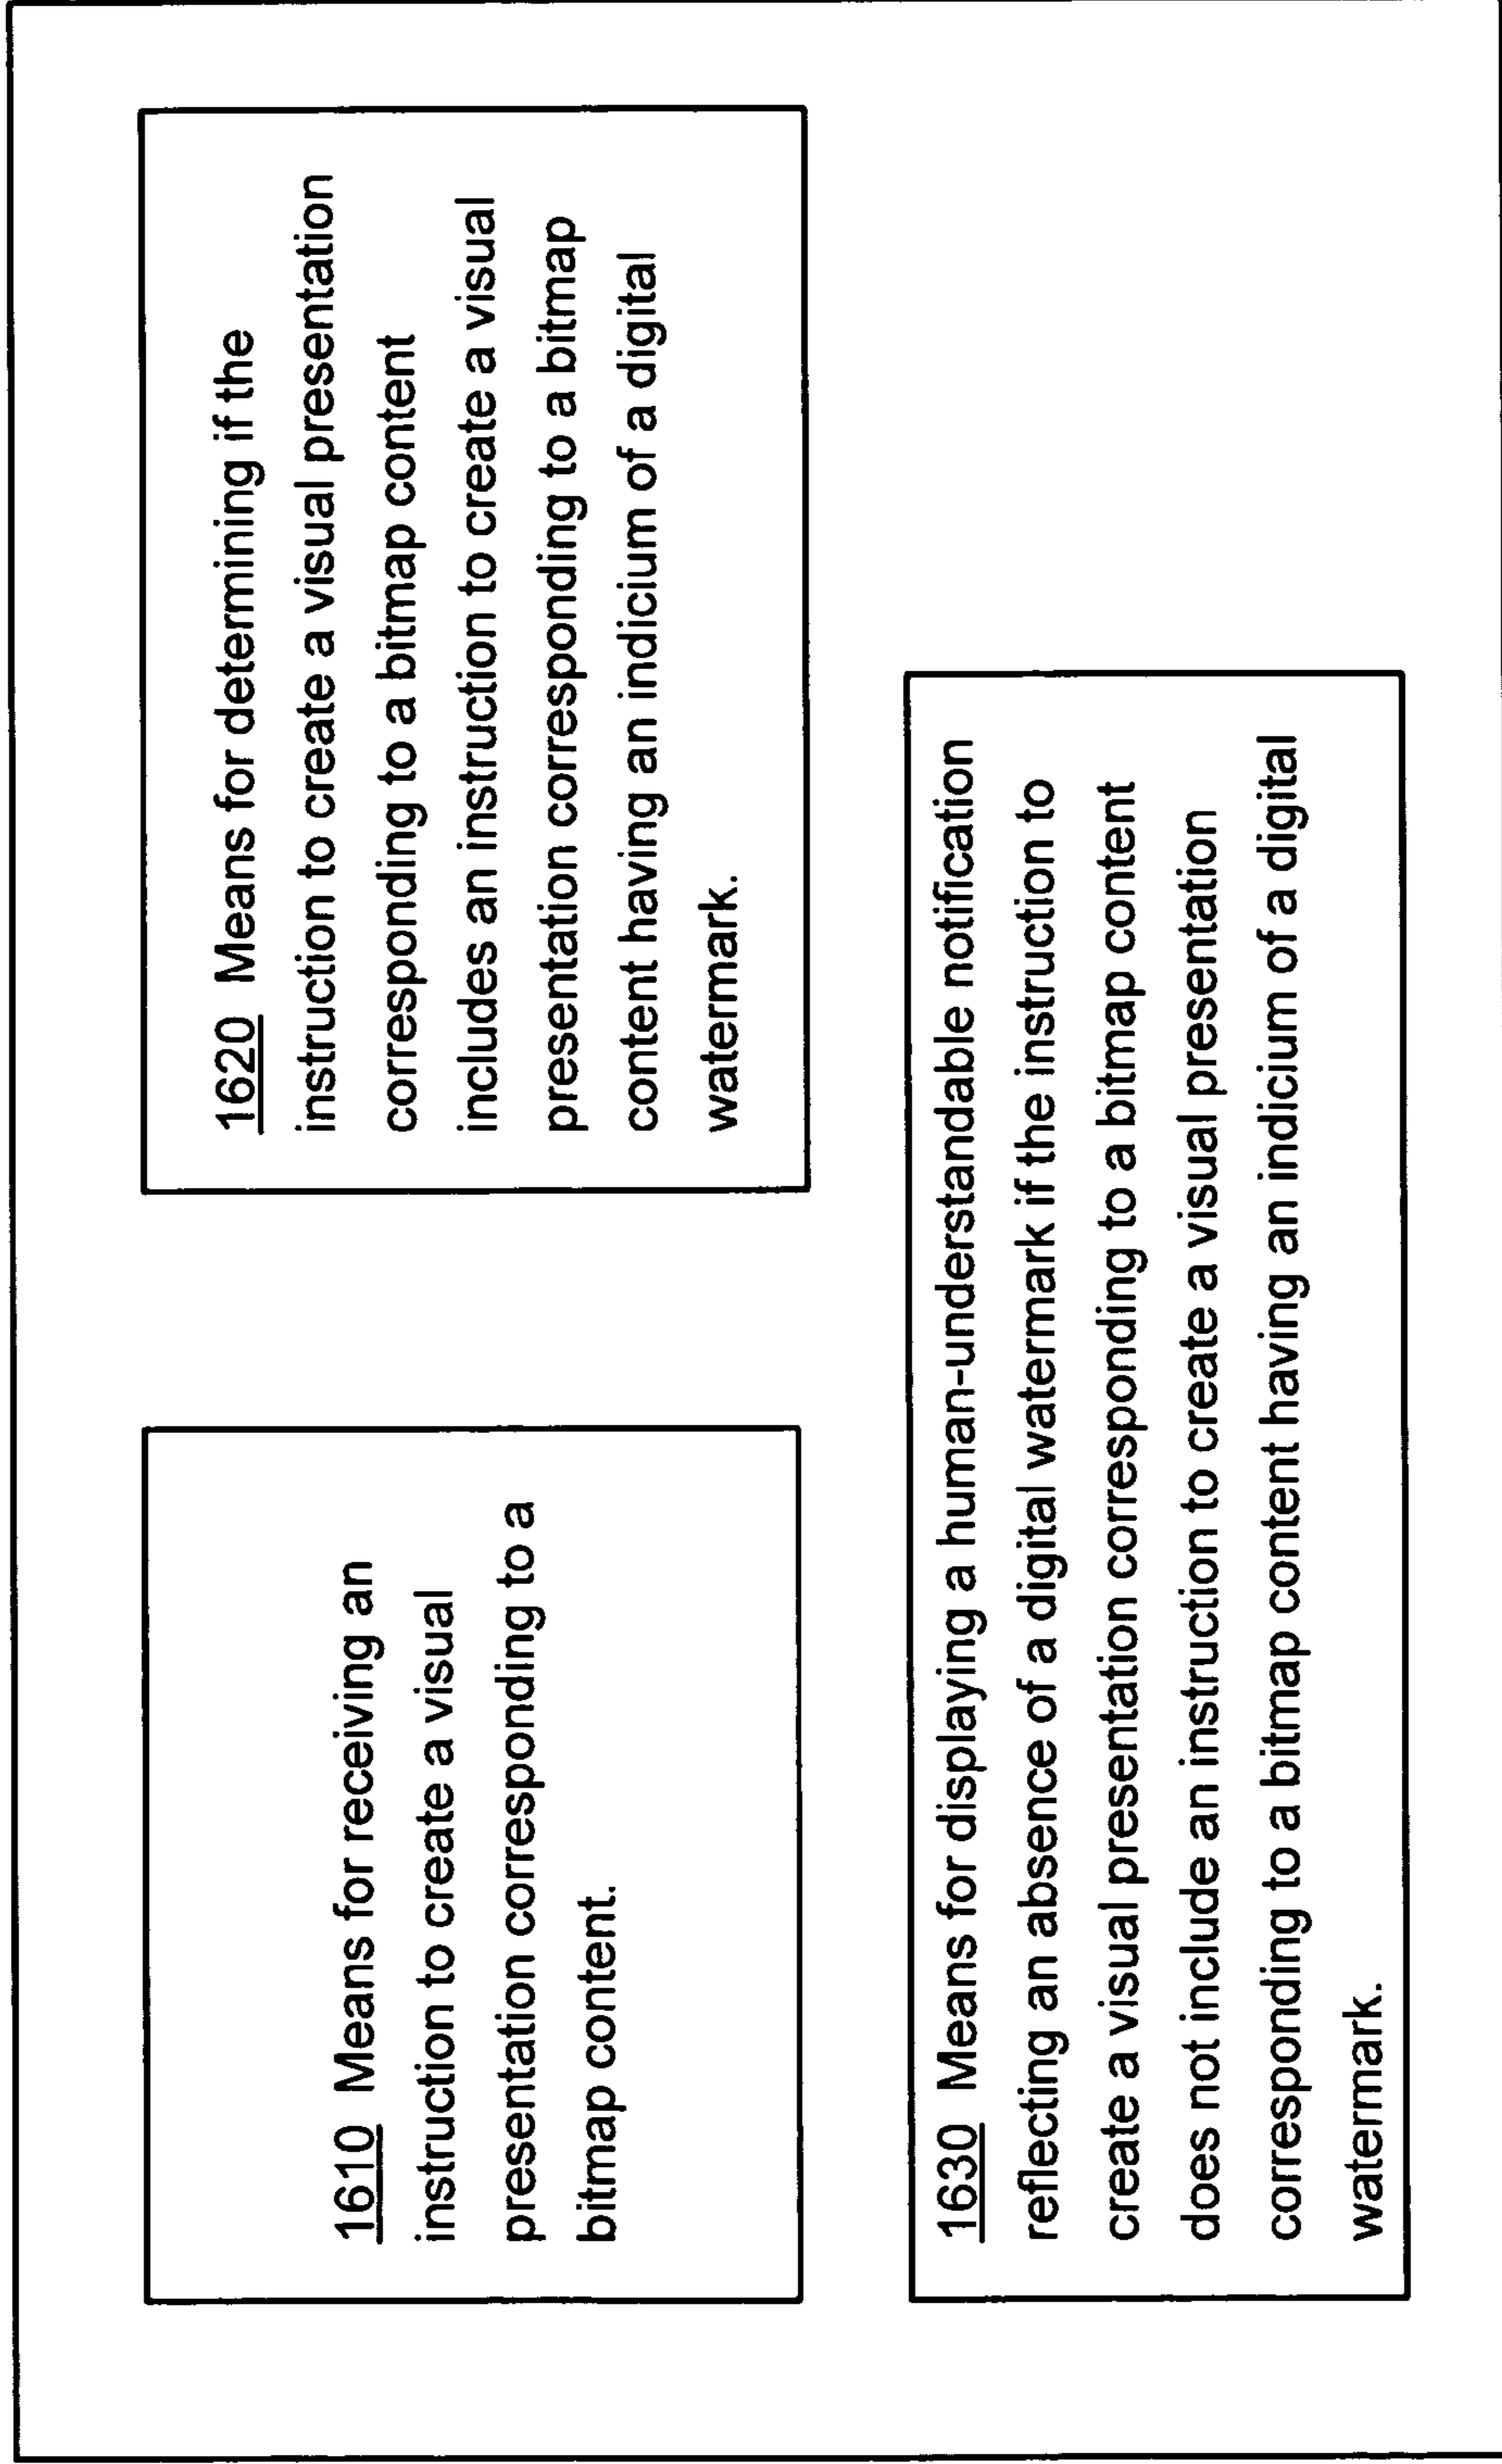 1610 Means for receiving an
instruction to create a visual
presentation corresponding to a
bitmap content.
1620 Means for determining if the
instruction to create a visual presentation
corresponding to a bitmap content
includes an instruction to create a visual
presentation corresponding to a bitmap
content having an indicium of a digital
watermark.
1630 Means for displaying a human-understandable notification
reflecting an absence of a digital watermark if the instruction to
create a visual presentation corresponding to a bitmap content
does not include an instruction to create a visual presentation
corresponding to a bitmap content having an indicium of a digital
watermark.